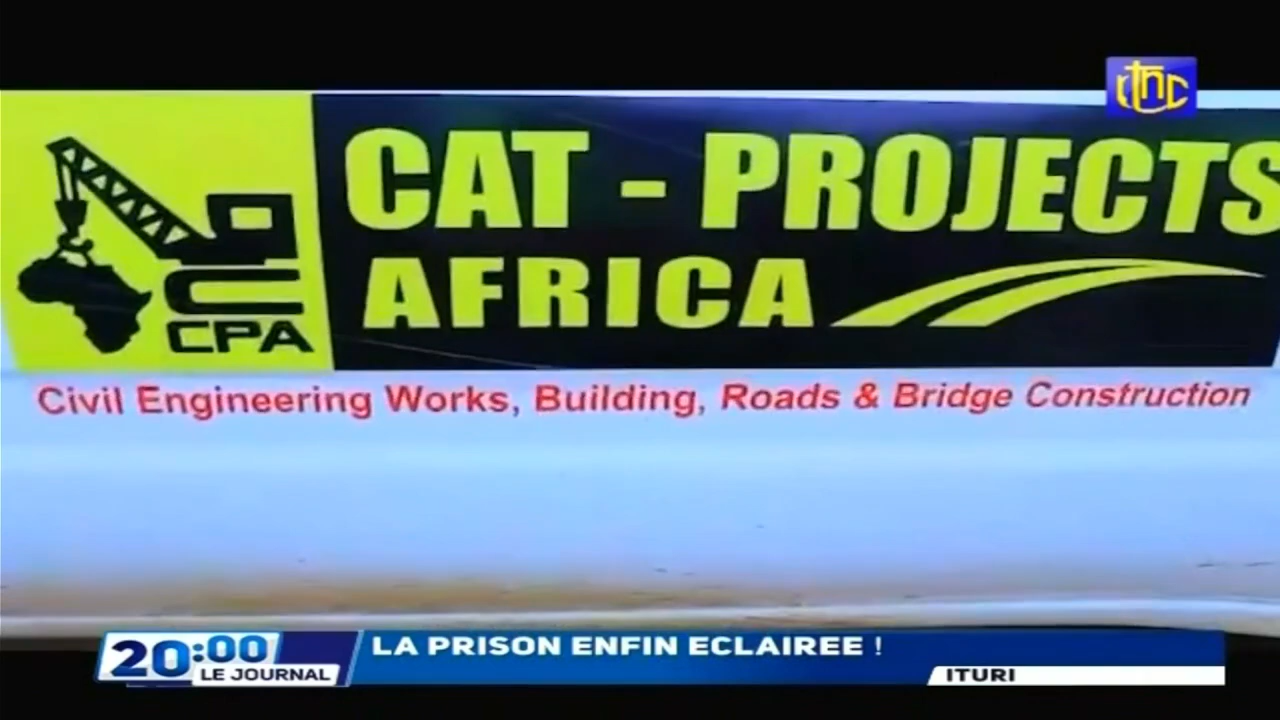 rtnc
CAT - PROJECTS
AFRICA
CPA
Civil Engineering Works, Building, Roads & Bridge Construction
20:00
LE JOURNAL
LA PRISON ENFIN ECLAIREE !
ITURI